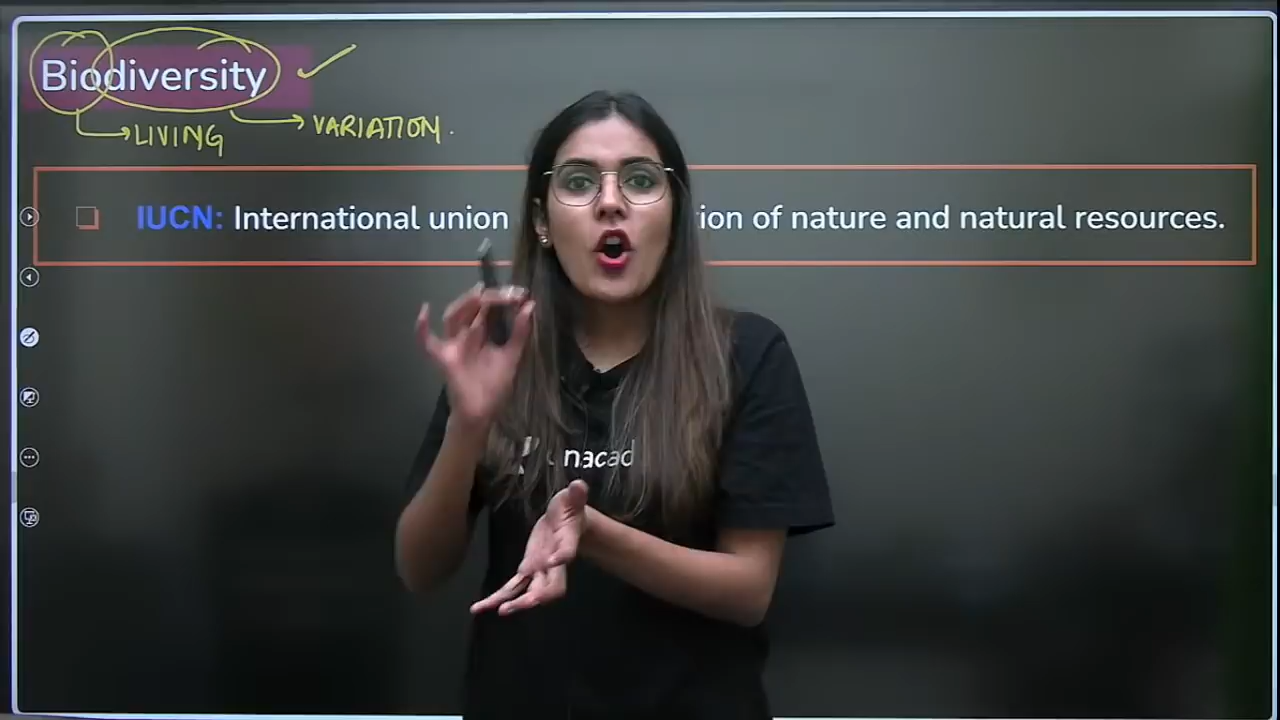 Biodiversity
LIVING VARIATION.
IUCN: International union ion of nature and natural resources.
nacad